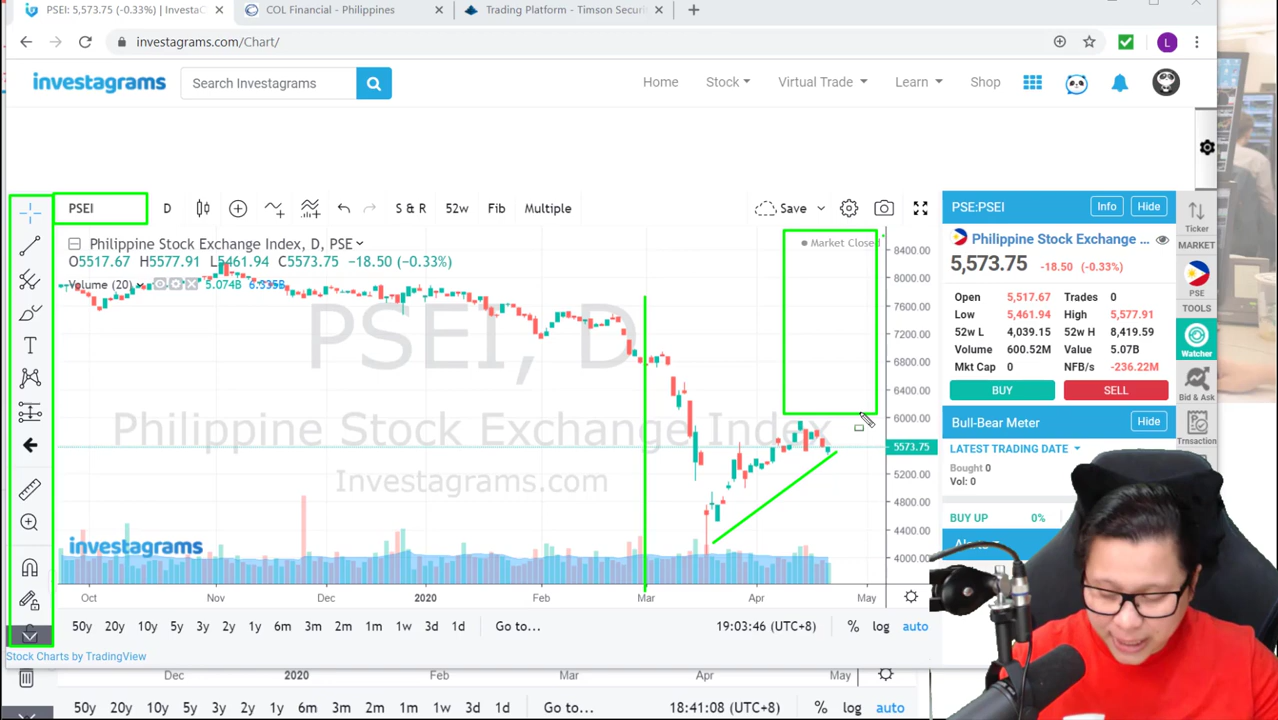 PSEI: 5,573.75 (-0.33%) | InvestaG
COL Financial - Philippines
Trading Platform - Timson Securi
investagrams.com/Chart/
L
investagrams
Search Investagrams
Home
Stock
Virtual Trade
Learn
Shop
PSEI
D
S & R
52w
Fib
Multiple
Save
Philippine Stock Exchange Index, D, PSE
Market Closed
O5517.67 H5577.91 L5461.94 C5573.75 −18.50 (−0.33%)
Volume (20)
5.074B 6.335B
PSEI, D
Philippine Stock Exchange Index
Investagrams.com
investagrams
8400.00
8000.00
7600.00
7200.00
6800.00
6400.00
6000.00
5573.75
5200.00
4800.00
4400.00
4000.00
Oct Nov Dec 2020 Feb Mar Apr May
50y 20y 10y 5y 3y 2y 1y 6m 3m 2m 1m 1w 3d 1d Go to...
19:03:46 (UTC+8) % log auto
Stock Charts by TradingView
PSE:PSEI
Info
Hide
Philippine Stock Exchange ...
5,573.75 -18.50 (-0.33%)
Open 5,517.67 Trades 0
Low 5,461.94 High 5,577.91
52w L 4,039.15 52w H 8,419.59
Volume 600.52M Value 5.07B
Mkt Cap 0 NFB/s -236.22M
BUY
SELL
Bull-Bear Meter
Hide
LATEST TRADING DATE
Bought 0
Vol: 0
BUY UP 0%
Ticker
MARKET
PSE
TOOLS
Watcher
Bid & Ask
Trnsaction
Dec 2020 Feb Mar Apr May
50y 20y 10y 5y 3y 2y 1y 6m 3m 2m 1m 1w 3d 1d Go to...
18:41:08 (UTC+8) % log auto